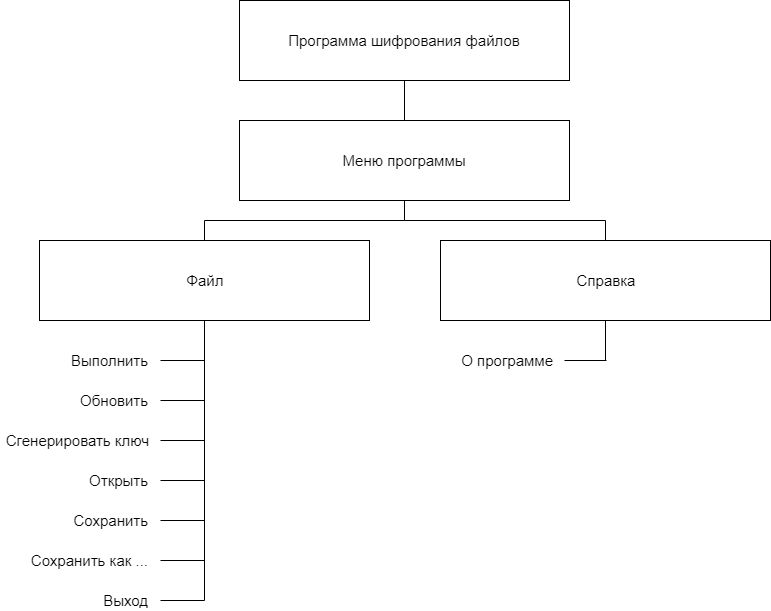 Программа шифрования файлов
Меню программы
Файл
Справка
Выполнить
О программе
Обновить
Сгенерировать ключ
Открыть
Сохранить
Сохранить как ...
Выход